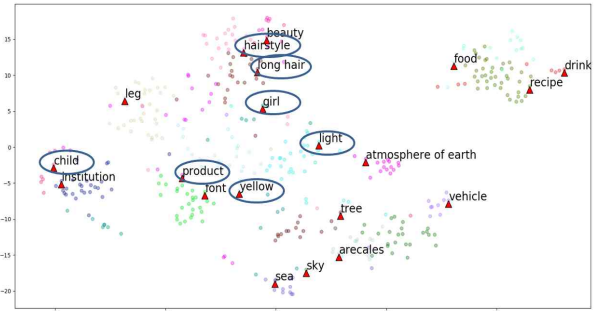 15
10
5
0
−5
−10
−15
−20
beauty
hairstyle
long hair
girl
leg
food
drink
recipe
light
atmosphere of earth
child
institution
product
font
yellow
vehicle
tree
arecales
sky
sea